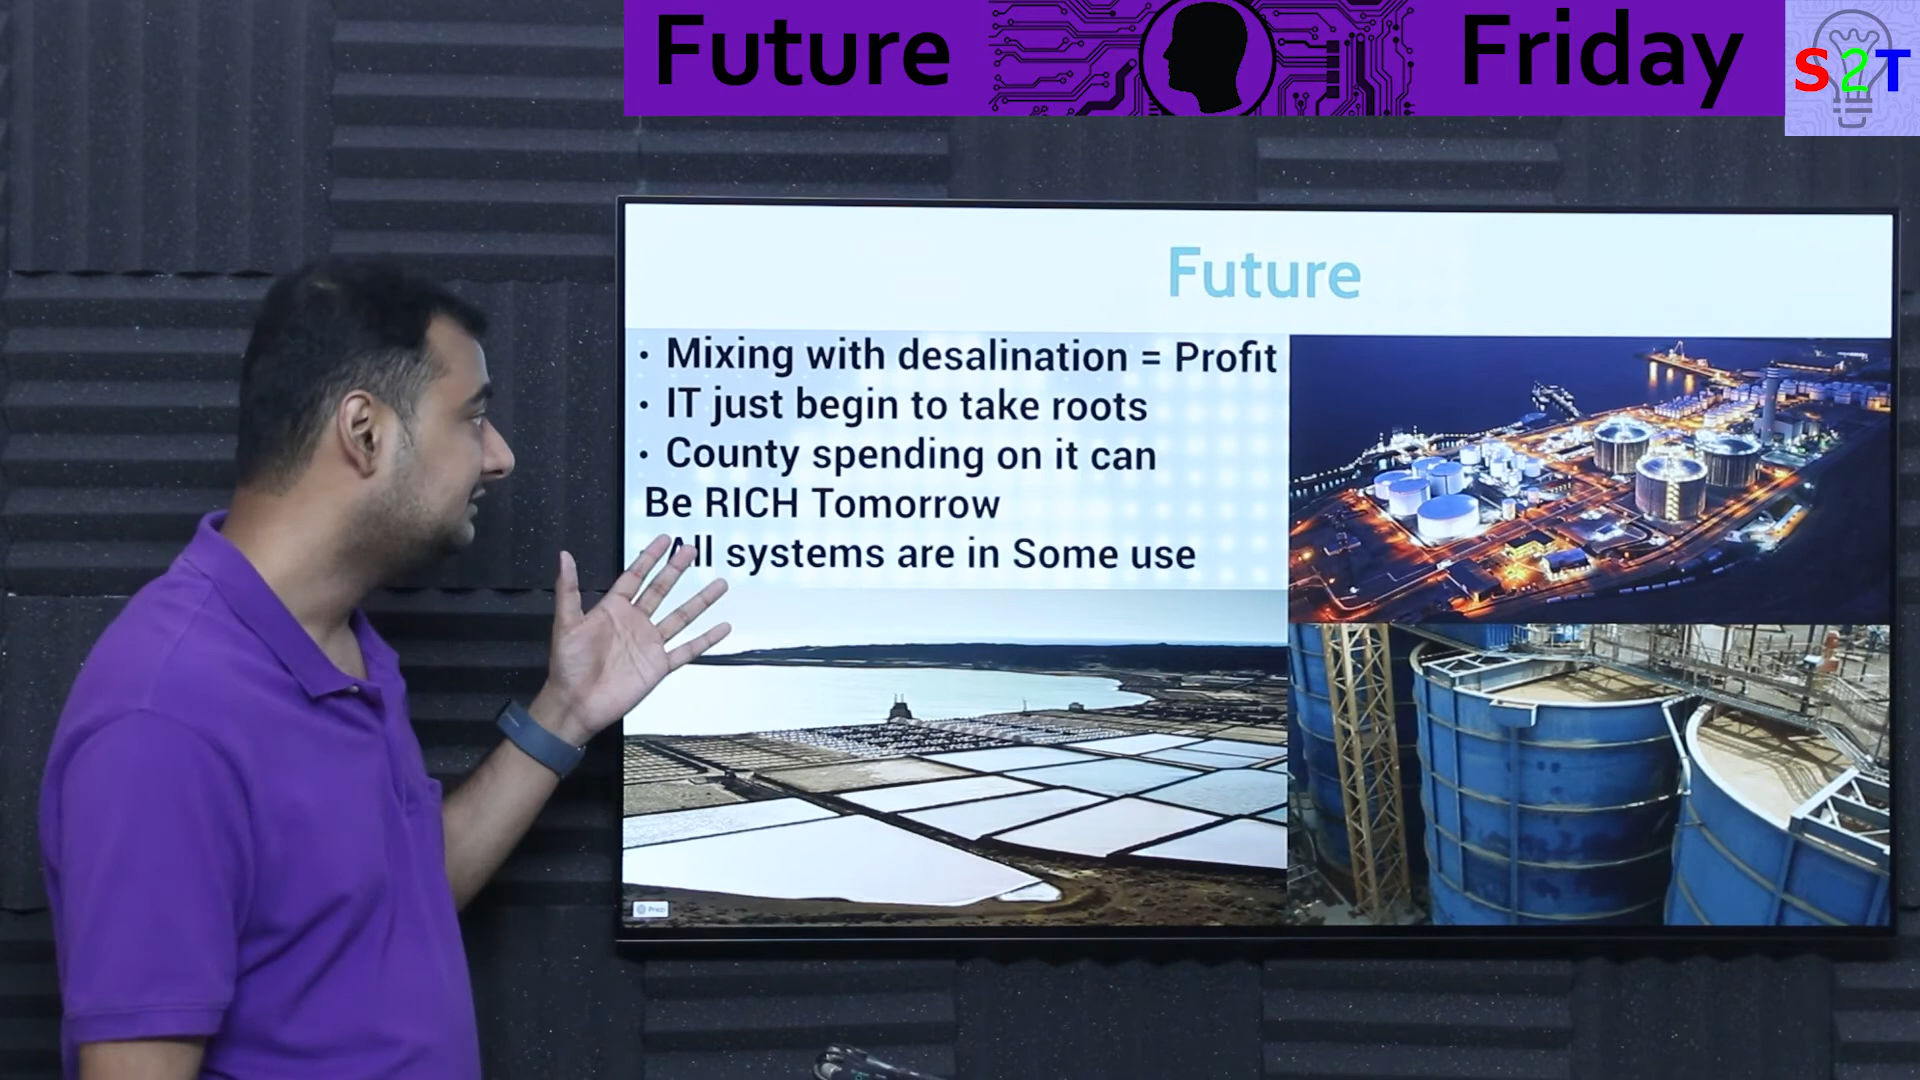 Future Friday
S2T
Future
• Mixing with desalination = Profit
• IT just begin to take roots
• County spending on it can
Be RICH Tomorrow
• All systems are in Some use
Prezi